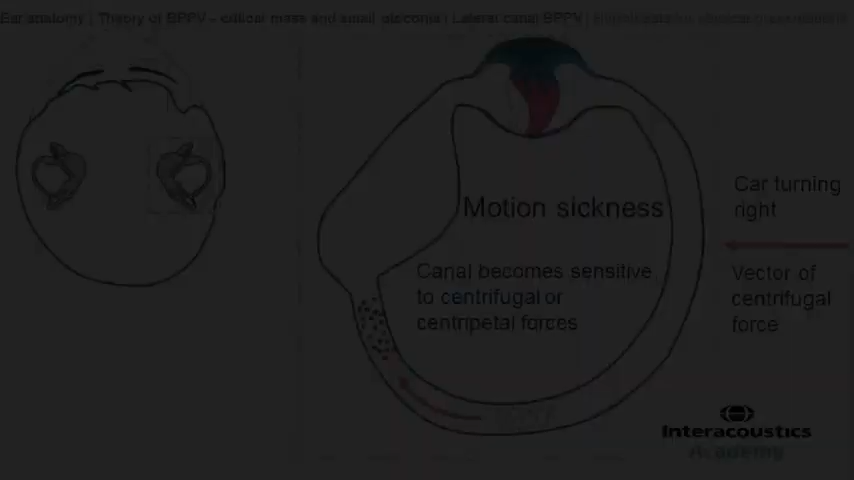 Ear anatomy | Theory of BPPV – critical mass and small otoconia | Lateral canal BPPV |
Motion sickness
Canal becomes sensitive
to centrifugal or
centripetal forces
Car turning
right
Vector of
centrifugal
force
Interacoustics
Academy